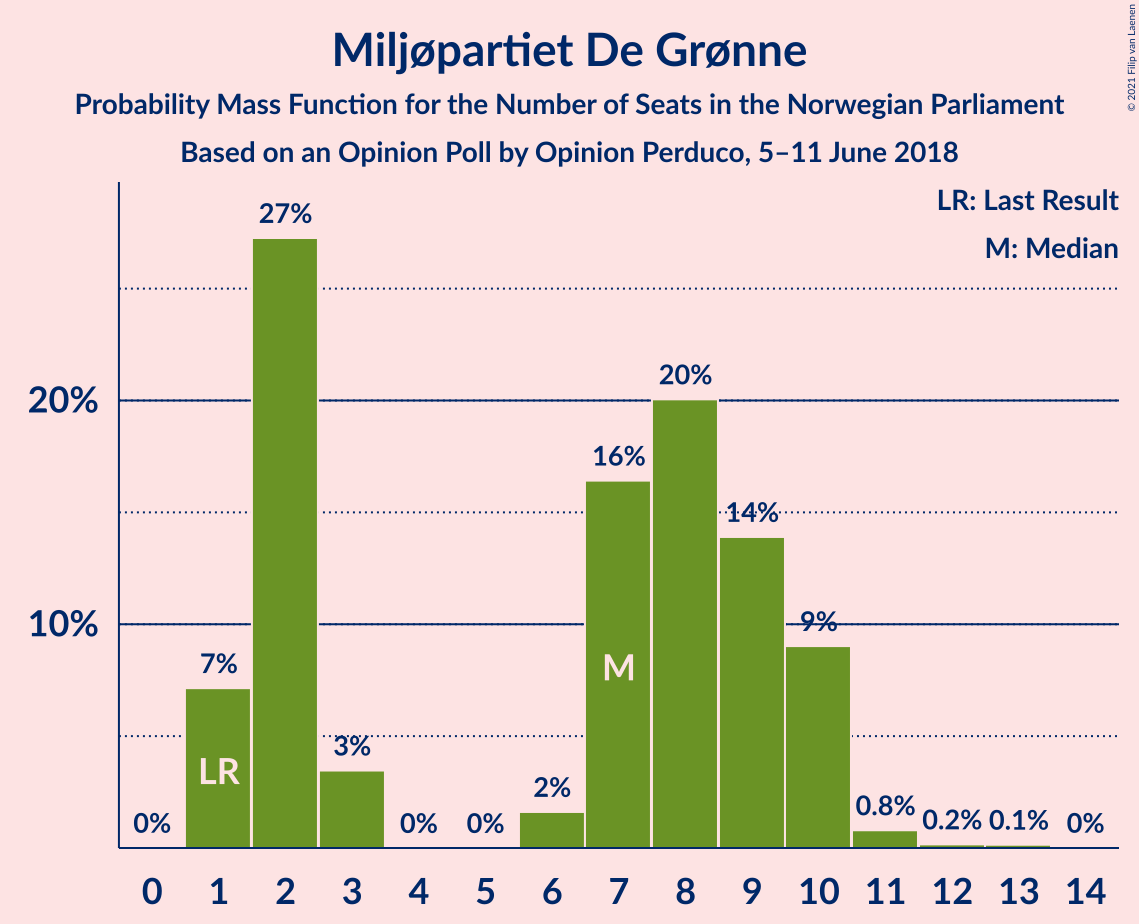 Miljøpartiet De Grønne
Probability Mass Function for the Number of Seats in the Norwegian Parliament
Based on an Opinion Poll by Opinion Perduco, 5–11 June 2018
© 2021 Filip van Laenen
LR: Last Result
M: Median
27%
20%
20%
16%
14%
10%
9%
7%
M
3%
LR
2%
0.8%
0%
0%
0%
0.2%
0.1%
0%
0 1 2 3 4 5 6 7 8 9 10 11 12 13 14